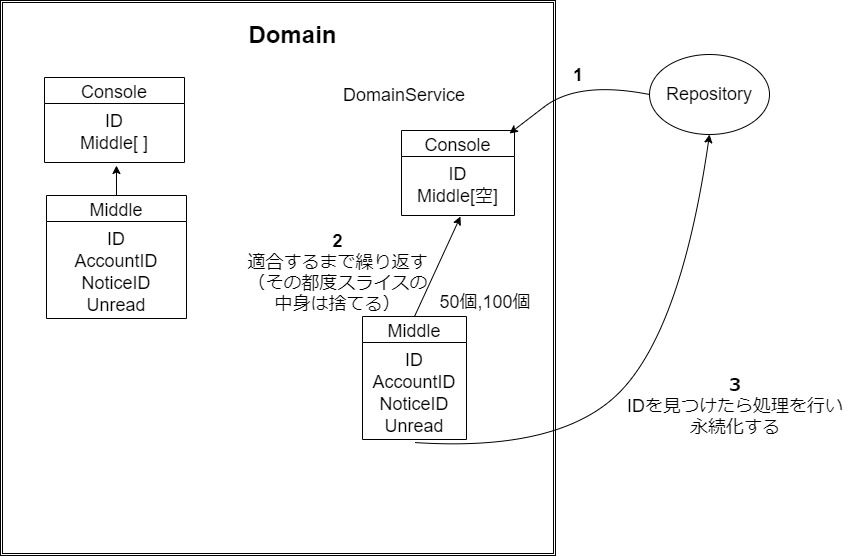 Domain
Console
ID
Middle[ ]
Middle
ID
AccountID
NoticeID
Unread
DomainService
Console
ID
Middle[空]
2
適合するまで繰り返す
（その都度スライスの
中身は捨てる）
50個,100個
Middle
ID
AccountID
NoticeID
Unread
1
Repository
3
IDを見つけたら処理を行い
永続化する